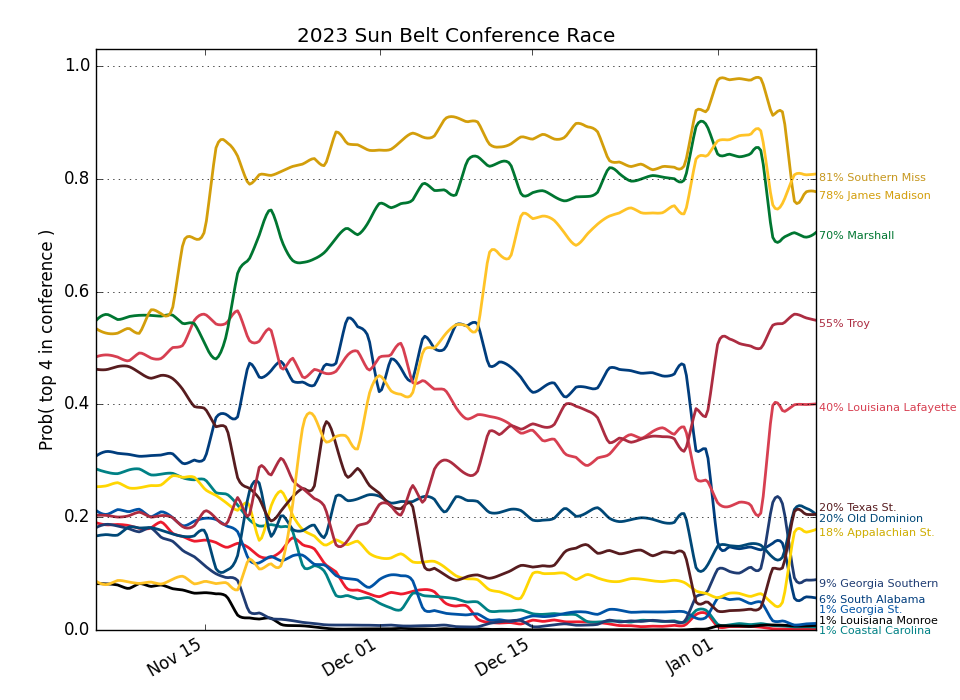 2023 Sun Belt Conference Race
Prob( top 4 in conference )
1.0
0.8
0.6
0.4
0.2
0.0
Nov 15
Dec 01
Dec 15
Jan 01
81% Southern Miss
78% James Madison
70% Marshall
55% Troy
40% Louisiana Lafayette
20% Texas St.
20% Old Dominion
18% Appalachian St.
9% Georgia Southern
6% South Alabama
1% Georgia St.
1% Louisiana Monroe
1% Coastal Carolina